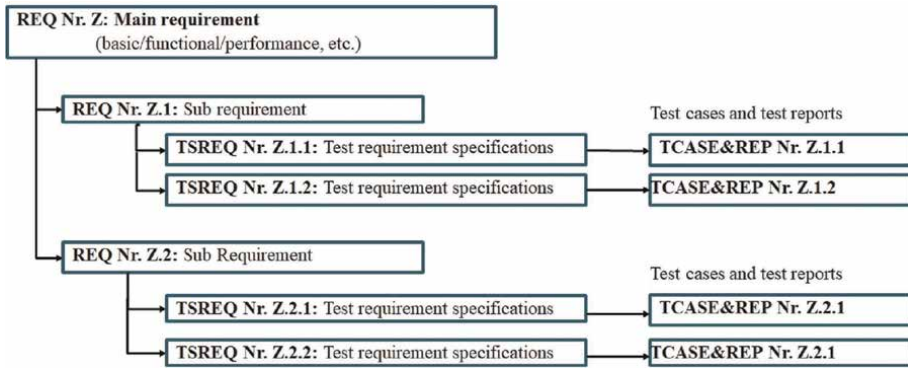 REQ Nr. Z: Main requirement
(basic/functional/performance, etc.)
REQ Nr. Z.1: Sub requirement
Test cases and test reports
TSREQ Nr. Z.1.1: Test requirement specifications
TCASE&REP Nr. Z.1.1
TSREQ Nr. Z.1.2: Test requirement specifications
TCASE&REP Nr. Z.1.2
REQ Nr. Z.2: Sub Requirement
Test cases and test reports
TSREQ Nr. Z.2.1: Test requirement specifications
TCASE&REP Nr. Z.2.1
TSREQ Nr. Z.2.2: Test requirement specifications
TCASE&REP Nr. Z.2.1